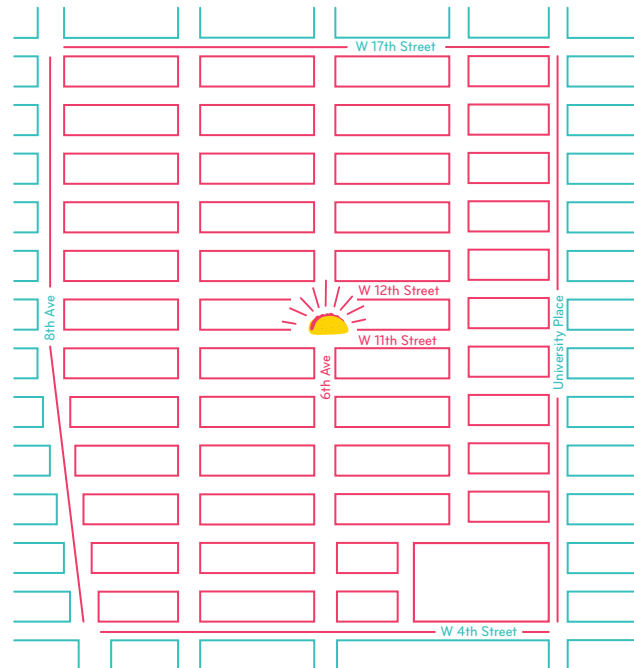 W 17th Street
W 12th Street
8th Ave
University Place
W 11th Street
6th Ave
W 4th Street